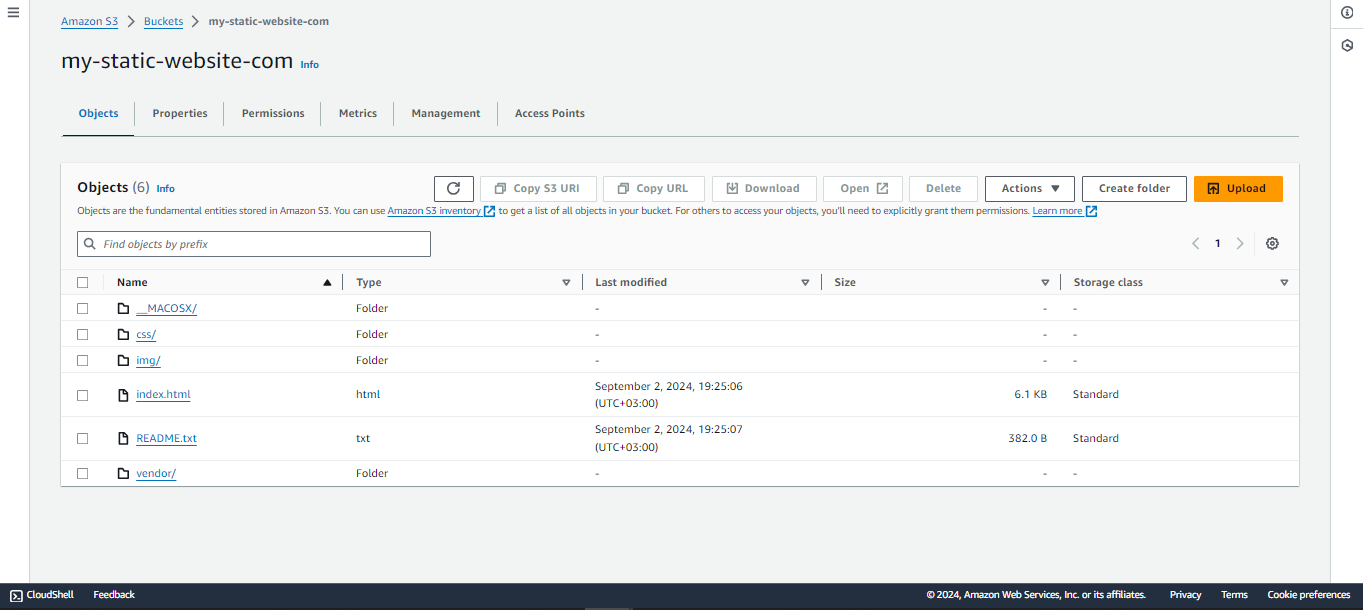 Amazon S3 > Buckets > my-static-website-com
my-static-website-com Info
Objects Properties Permissions Metrics Management Access Points
Objects (6) Info Copy S3 URI Copy URL Download Open Delete Actions Create folder Upload
Objects are the fundamental entities stored in Amazon S3. You can use Amazon S3 inventory to get a list of all objects in your bucket. For others to access your objects, you'll need to explicitly grant them permissions. Learn more
Find objects by prefix 1
Name Type Last modified Size Storage class
__MACOSX/ Folder - - -
css/ Folder - - -
img/ Folder - - -
index.html html September 2, 2024, 19:25:06 (UTC+03:00) 6.1 KB Standard
README.txt txt September 2, 2024, 19:25:07 (UTC+03:00) 382.0 B Standard
vendor/ Folder - - -
CloudShell Feedback © 2024, Amazon Web Services, Inc. or its affiliates. Privacy Terms Cookie preferences